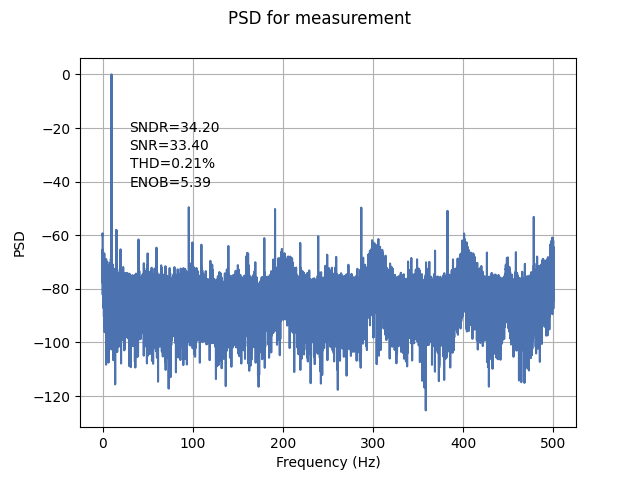 PSD for measurement
0
−20
−40
−60
−80
−100
−120
PSD
SNDR=34.20
SNR=33.40
THD=0.21%
ENOB=5.39
0
100
200
300
400
500
Frequency (Hz)